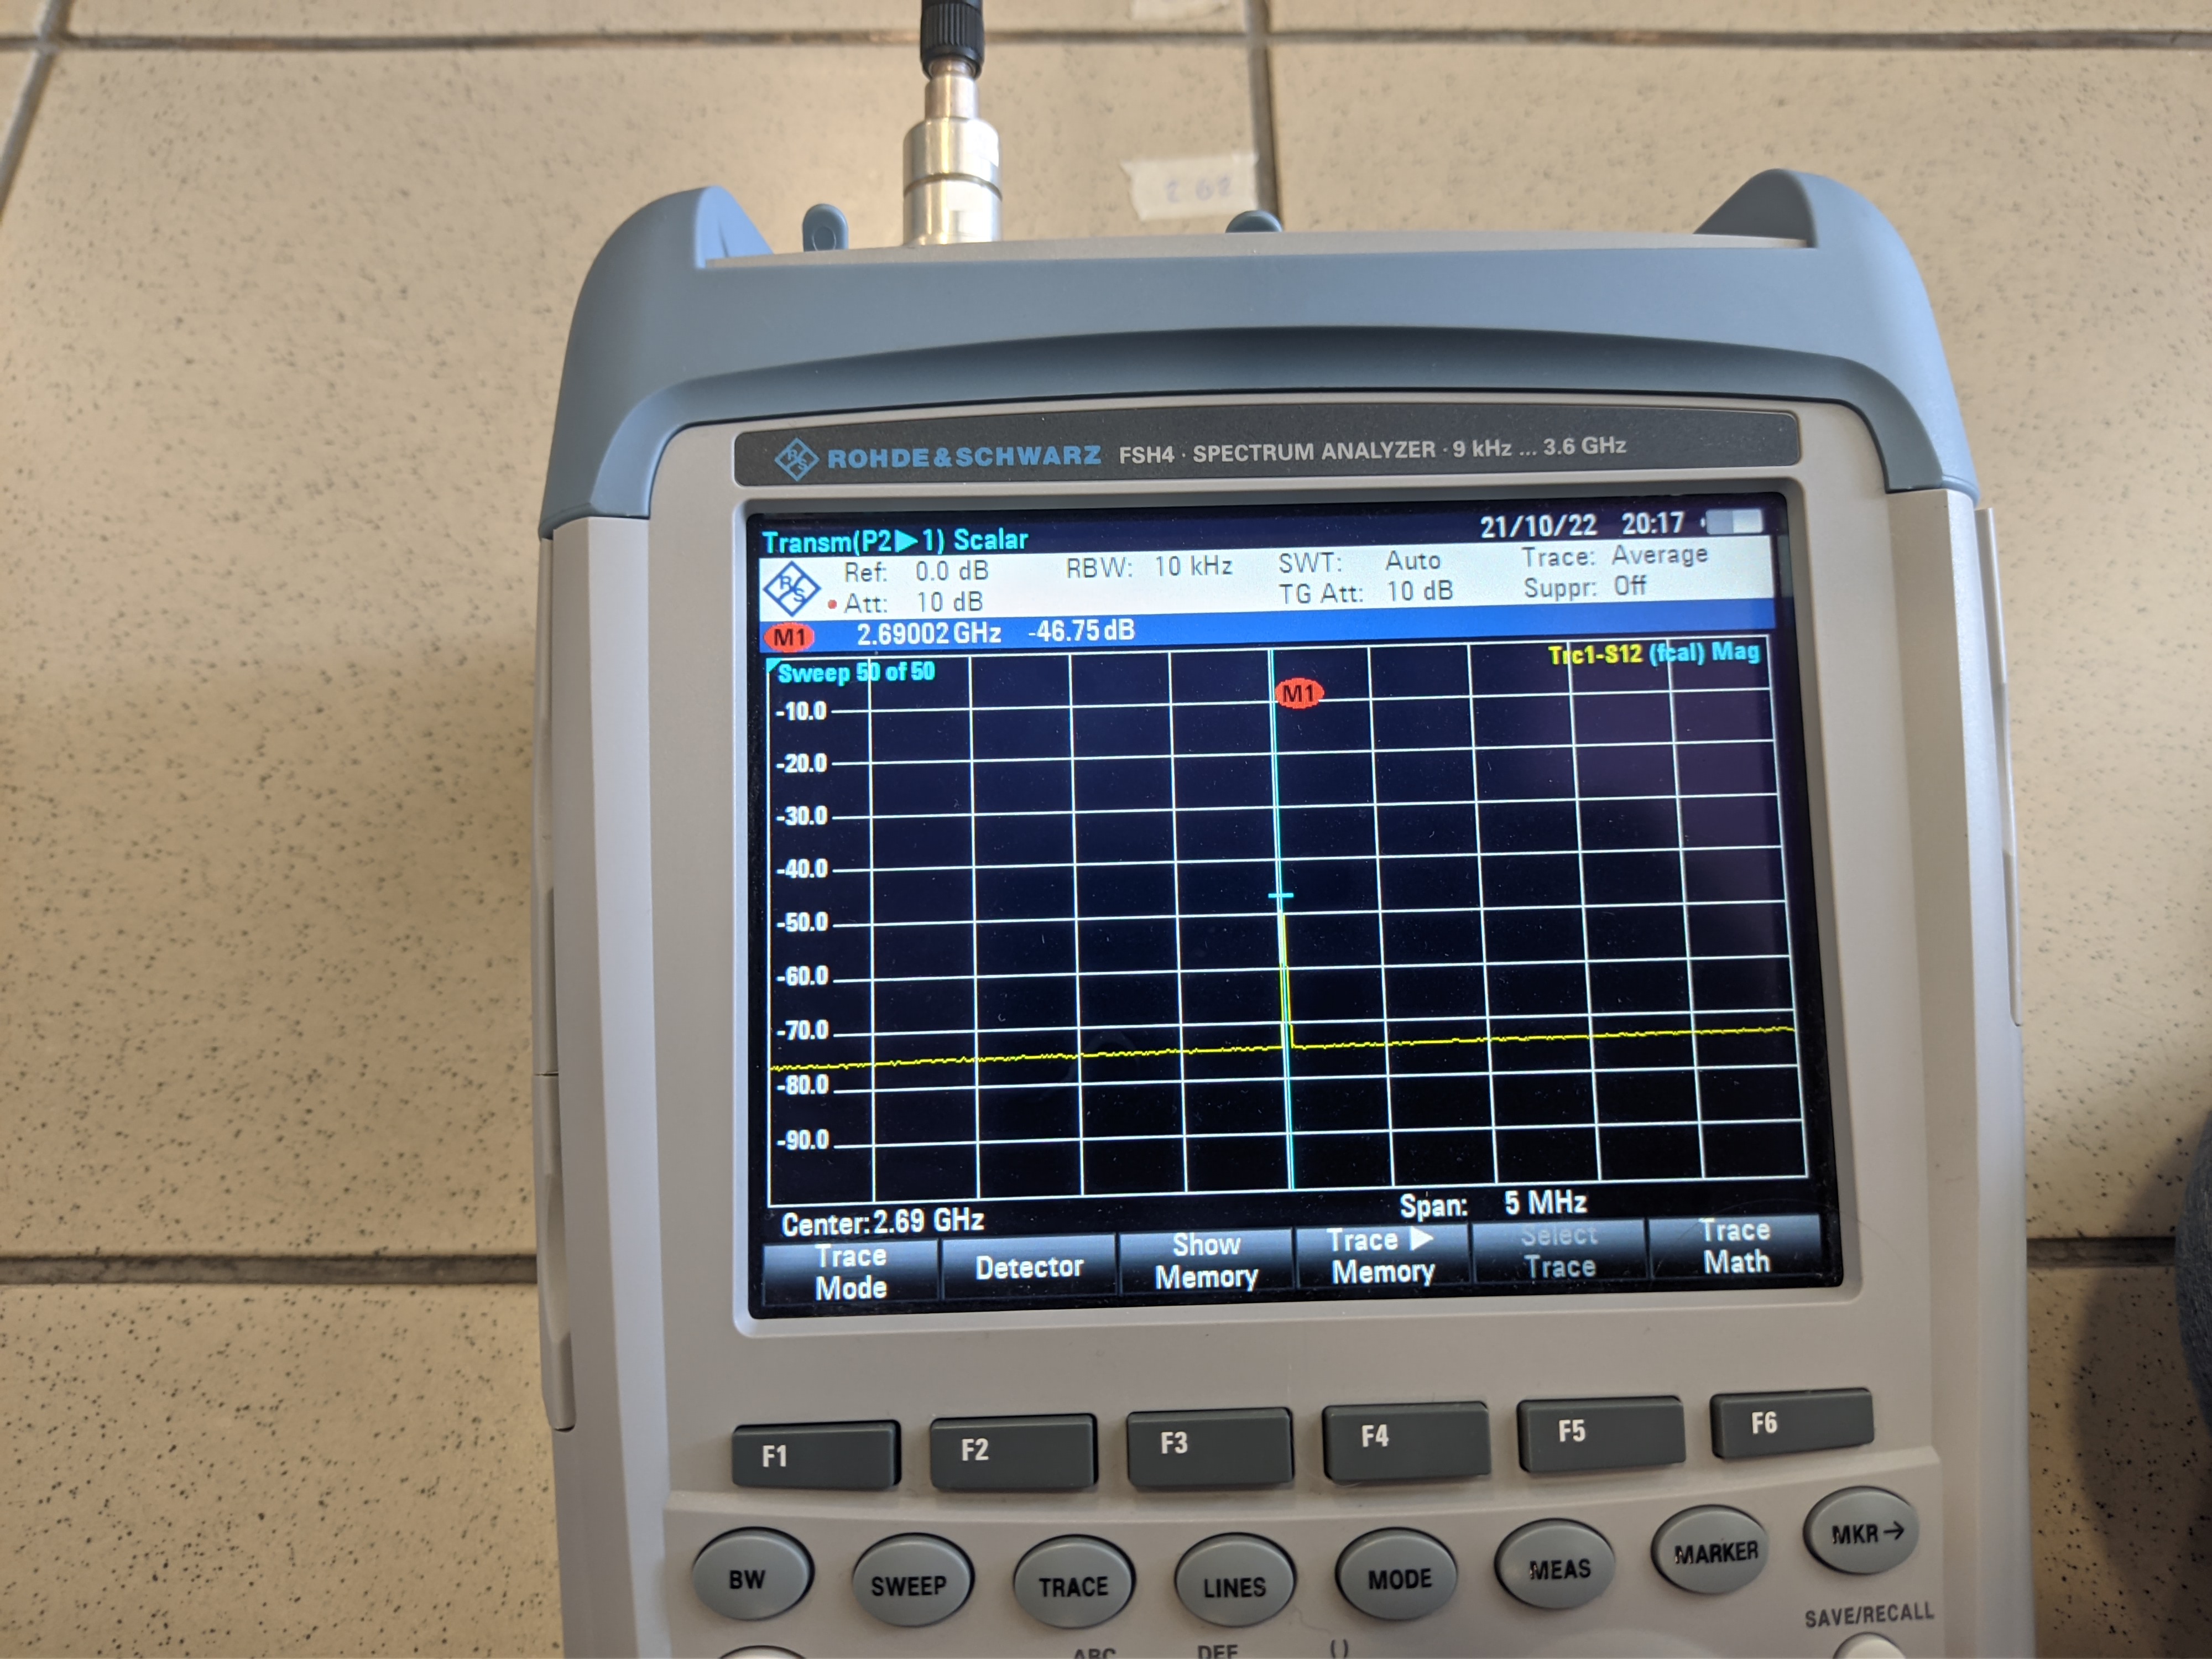 ROHDE & SCHWARZ FSH4 · SPECTRUM ANALYZER · 9 kHz ... 3.6 GHz
Transm(P2▶1) Scalar 21/10/22 20:17
Ref: 0.0 dB RBW: 10 kHz SWT: Auto Trace: Average
Att: 10 dB TG Att: 10 dB Suppr: Off
M1 2.69002 GHz -46.75 dB
Sweep 50 of 50 Trc1-S12 (fcal) Mag
M1
-10.0
-20.0
-30.0
-40.0
-50.0
-60.0
-70.0
-80.0
-90.0
Center: 2.69 GHz Span: 5 MHz
Trace Mode
Detector
Show Memory
Trace ▶ Memory
Select Trace
Trace Math
F1 F2 F3 F4 F5 F6
BW SWEEP TRACE LINES MODE MEAS MARKER MKR→
SAVE/RECALL
ABC DEF ()